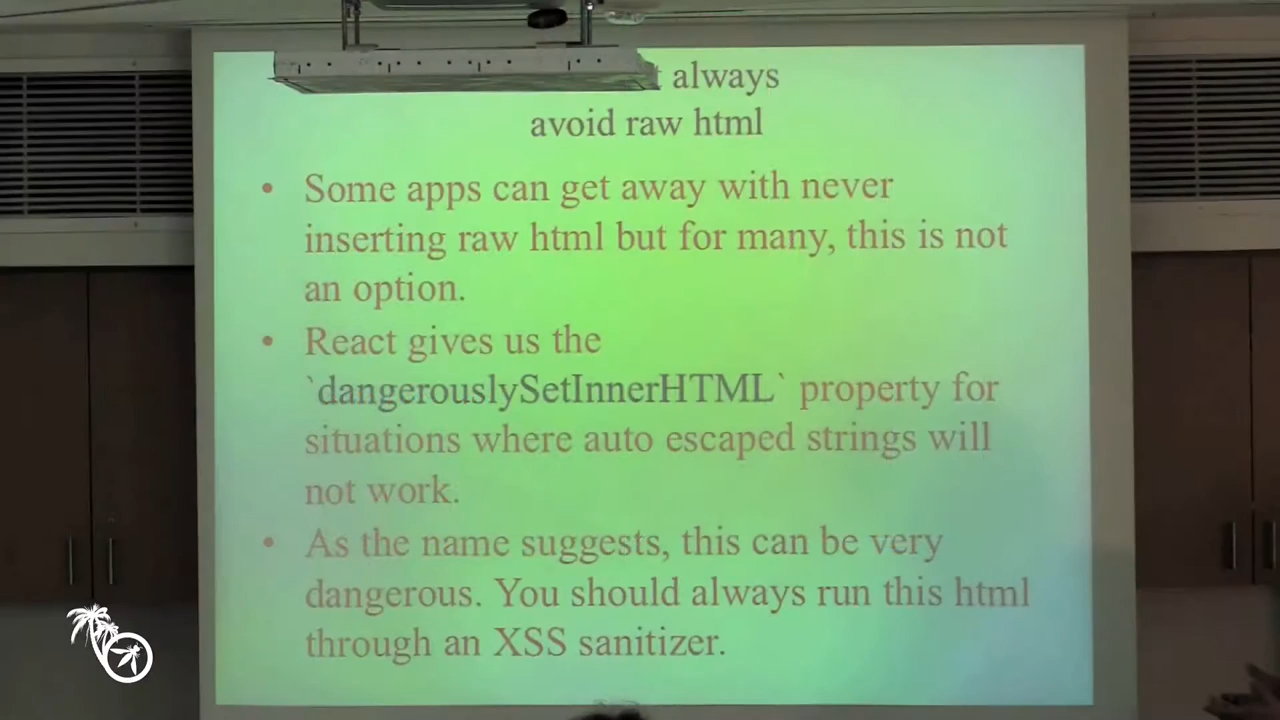 always
avoid raw html
• Some apps can get away with never
inserting raw html but for many, this is not
an option.
• React gives us the
`dangerouslySetInnerHTML` property for
situations where auto escaped strings will
not work.
• As the name suggests, this can be very
dangerous. You should always run this html
through an XSS sanitizer.